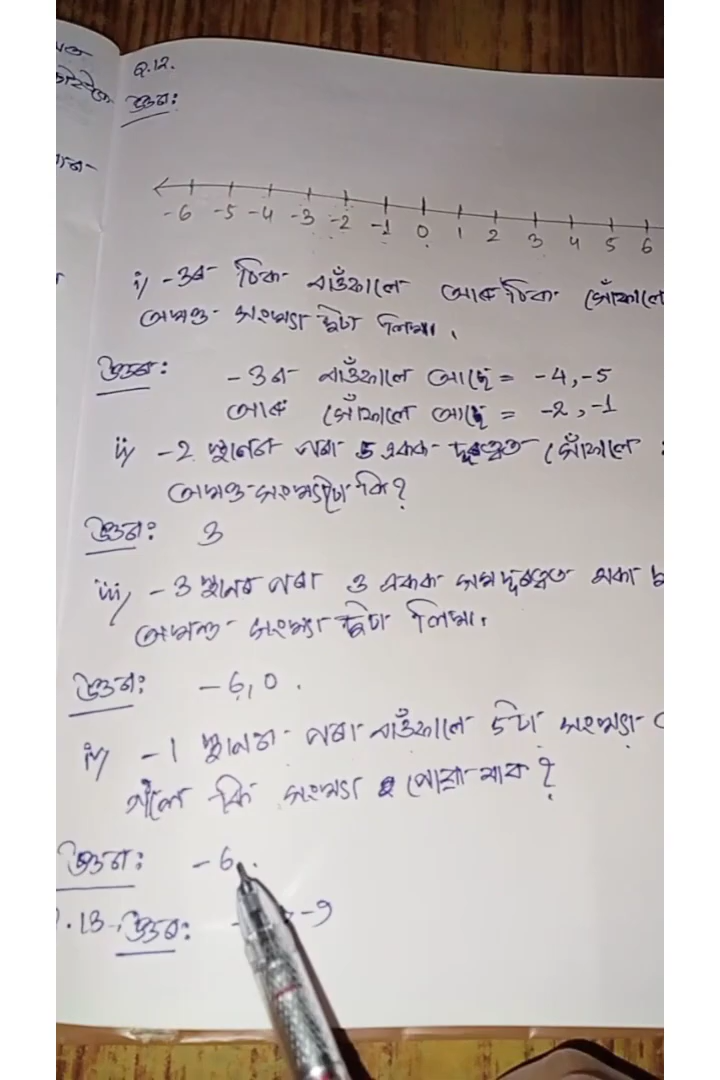 Q.12.
উত্তৰঃ
-6 -5 -4 -3 -2 -1 0 1 2 3 4 5 6
i) -3ৰ ঠিক বাওঁফালে আৰু ঠিক সোঁফালে
অখণ্ড সংখ্যা দুটা লিখা।
উত্তৰঃ -3ৰ বাওঁফালে আছে = -4, -5
আৰু সোঁফালে আছে = -2, -1
ii) -2 স্থানৰ পৰা 5 একক দূৰত্বত সোঁফালে
অখণ্ড সংখ্যাটো কি?
উত্তৰঃ 3
iii) -3 স্থানৰ পৰা 3 একক সমদূৰত্বত থকা
অখণ্ড সংখ্যা দুটা লিখা।
উত্তৰঃ -6, 0.
iv) -1 স্থানৰ পৰা বাওঁফালে 5টা সংখ্যা
গলে কি সংখ্যা পোৱা যাব?
উত্তৰঃ -6.
.13. উত্তৰঃ -9